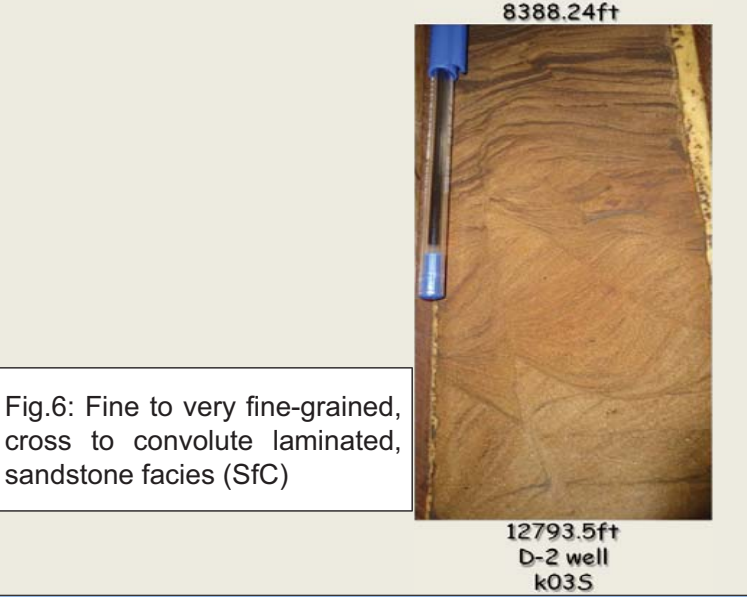 8388.24ft
Fig.6: Fine to very fine-grained,
cross to convolute laminated,
sandstone facies (SfC)
12793.5ft
D-2 well
k03S